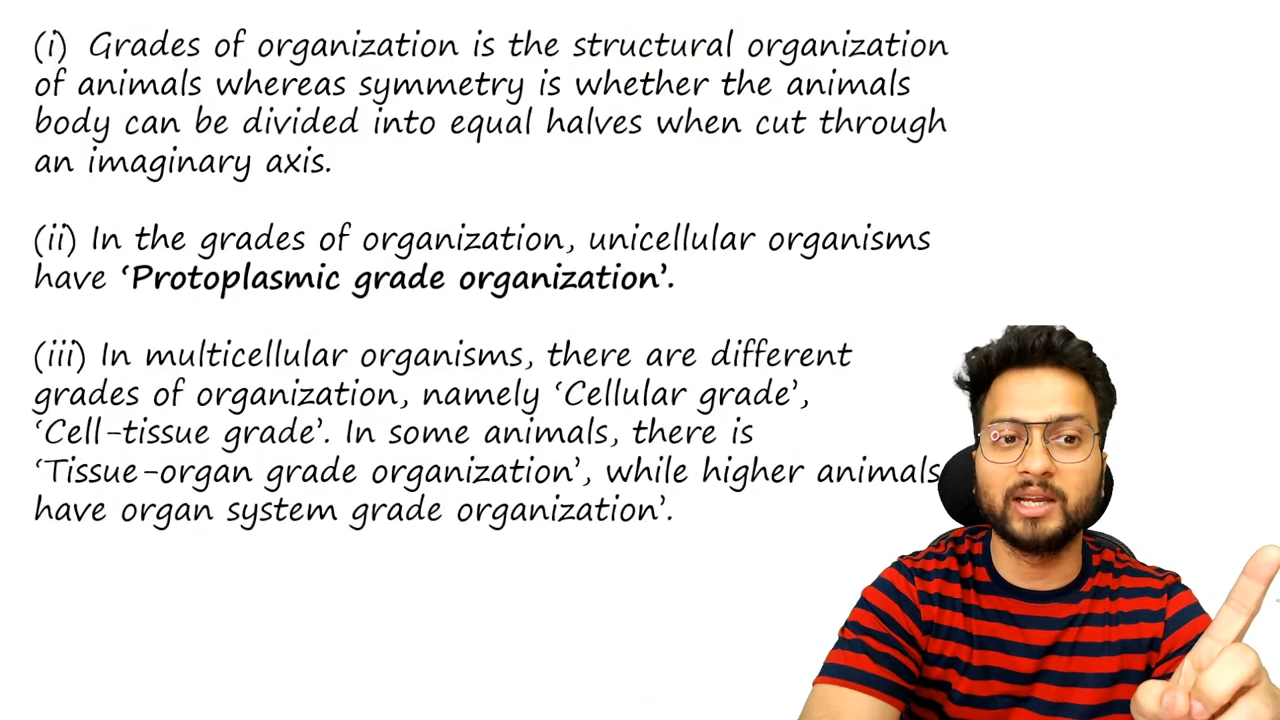 (i) Grades of organization is the structural organization
of animals whereas symmetry is whether the animals
body can be divided into equal halves when cut through
an imaginary axis.
(ii) In the grades of organization, unicellular organisms
have ‘Protoplasmic grade organization’.
(iii) In multicellular organisms, there are different
grades of organization, namely ‘Cellular grade’,
‘Cell-tissue grade’. In some animals, there is
‘Tissue-organ grade organization’, while higher animals
have organ system grade organization’.